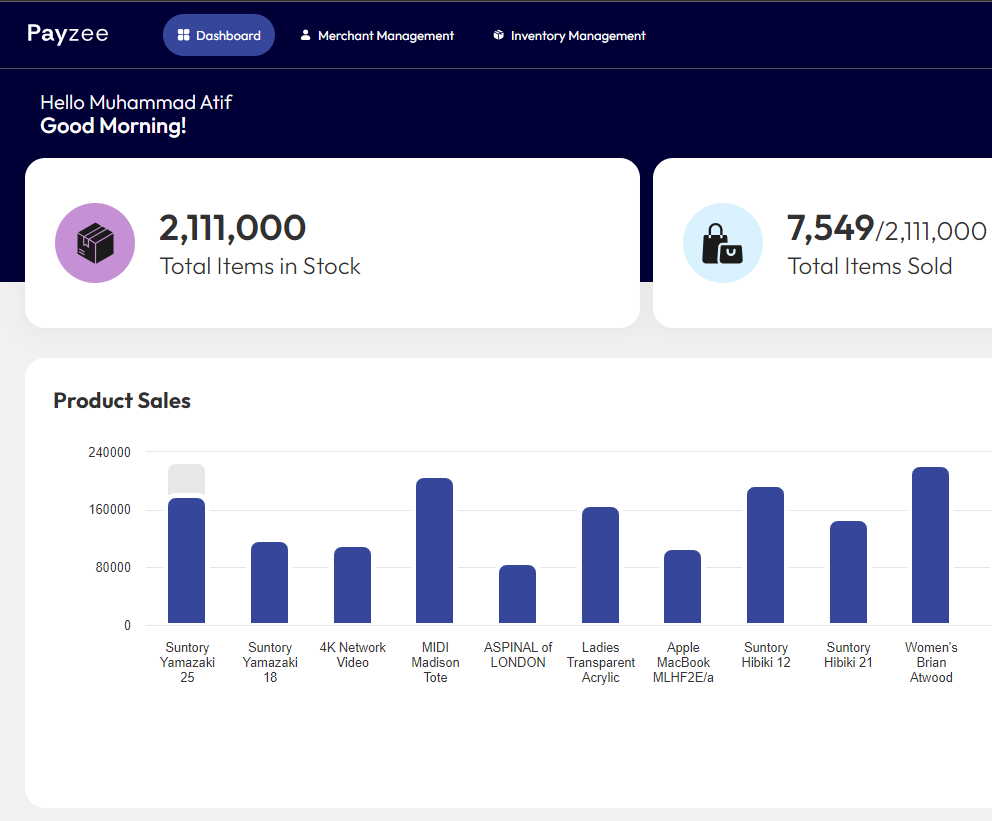 Payzee
Dashboard
Merchant Management
Inventory Management
Hello Muhammad Atif
Good Morning!
2,111,000
Total Items in Stock
7,549/2,111,000
Total Items Sold
Product Sales
240000
160000
80000
0
Suntory
Yamazaki
25
Suntory
Yamazaki
18
4K Network
Video
MIDI
Madison
Tote
ASPINAL of
LONDON
Ladies
Transparent
Acrylic
Apple
MacBook
MLHF2E/a
Suntory
Hibiki 12
Suntory
Hibiki 21
Women's
Brian
Atwood